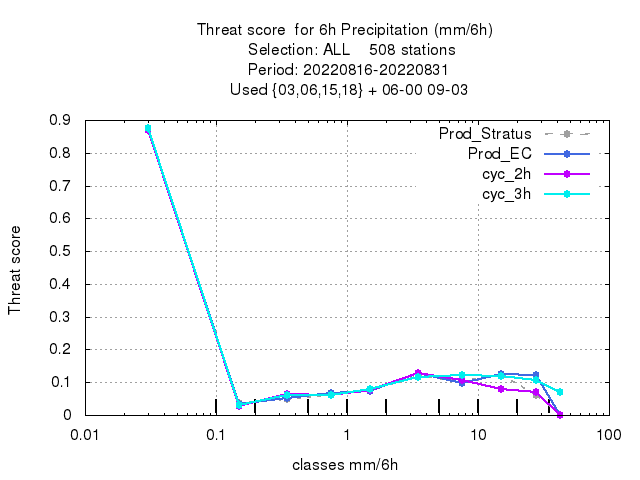 Threat score  for 6h Precipitation (mm/6h)
Selection: ALL    508 stations
Period: 20220816-20220831
Used {03,06,15,18} + 06-00 09-03
Prod_Stratus
Prod_EC
cyc_2h
cyc_3h
0.9
0.8
0.7
0.6
0.5
0.4
0.3
0.2
0.1
0
Threat score
0.01
0.1
1
10
100
classes mm/6h